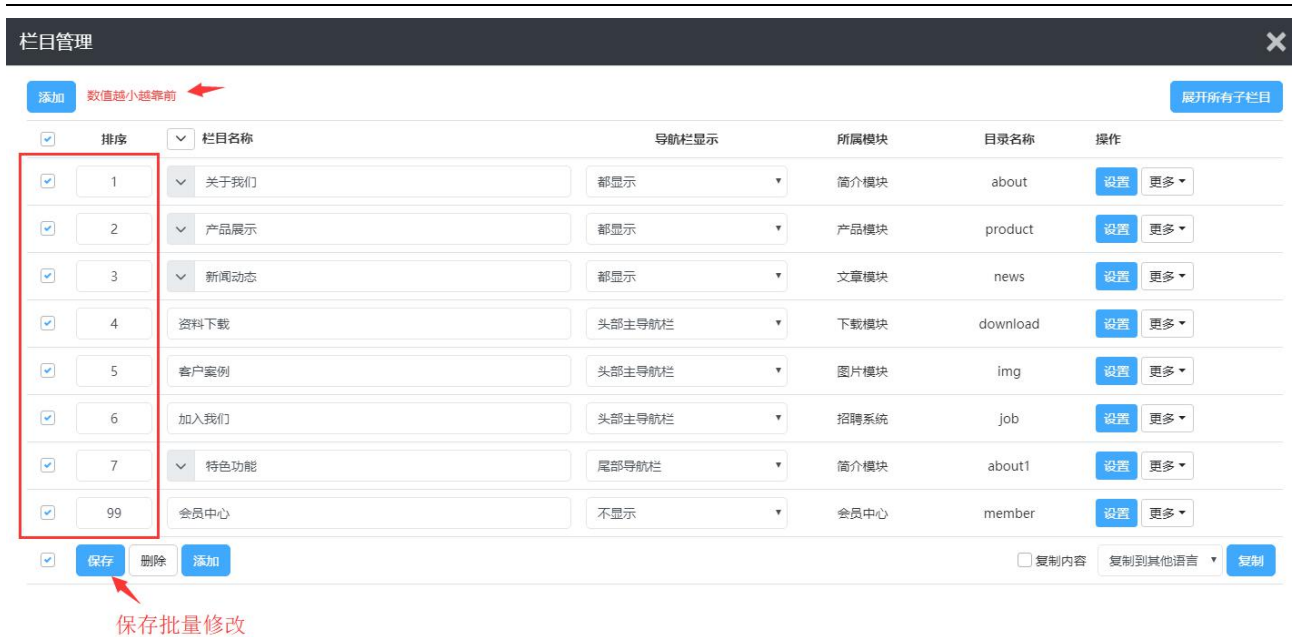 栏目管理
添加 数值越小越靠前 展开所有子栏目
排序 栏目名称 导航栏显示 所属模块 目录名称 操作
1 关于我们 都显示 简介模块 about 设置 更多
2 产品展示 都显示 产品模块 product 设置 更多
3 新闻动态 都显示 文章模块 news 设置 更多
4 资料下载 头部主导航栏 下载模块 download 设置 更多
5 客户案例 头部主导航栏 图片模块 img 设置 更多
6 加入我们 头部主导航栏 招聘系统 job 设置 更多
7 特色功能 尾部导航栏 简介模块 about1 设置 更多
99 会员中心 不显示 会员中心 member 设置 更多
保存 删除 添加 复制内容 复制到其他语言 复制
保存批量修改